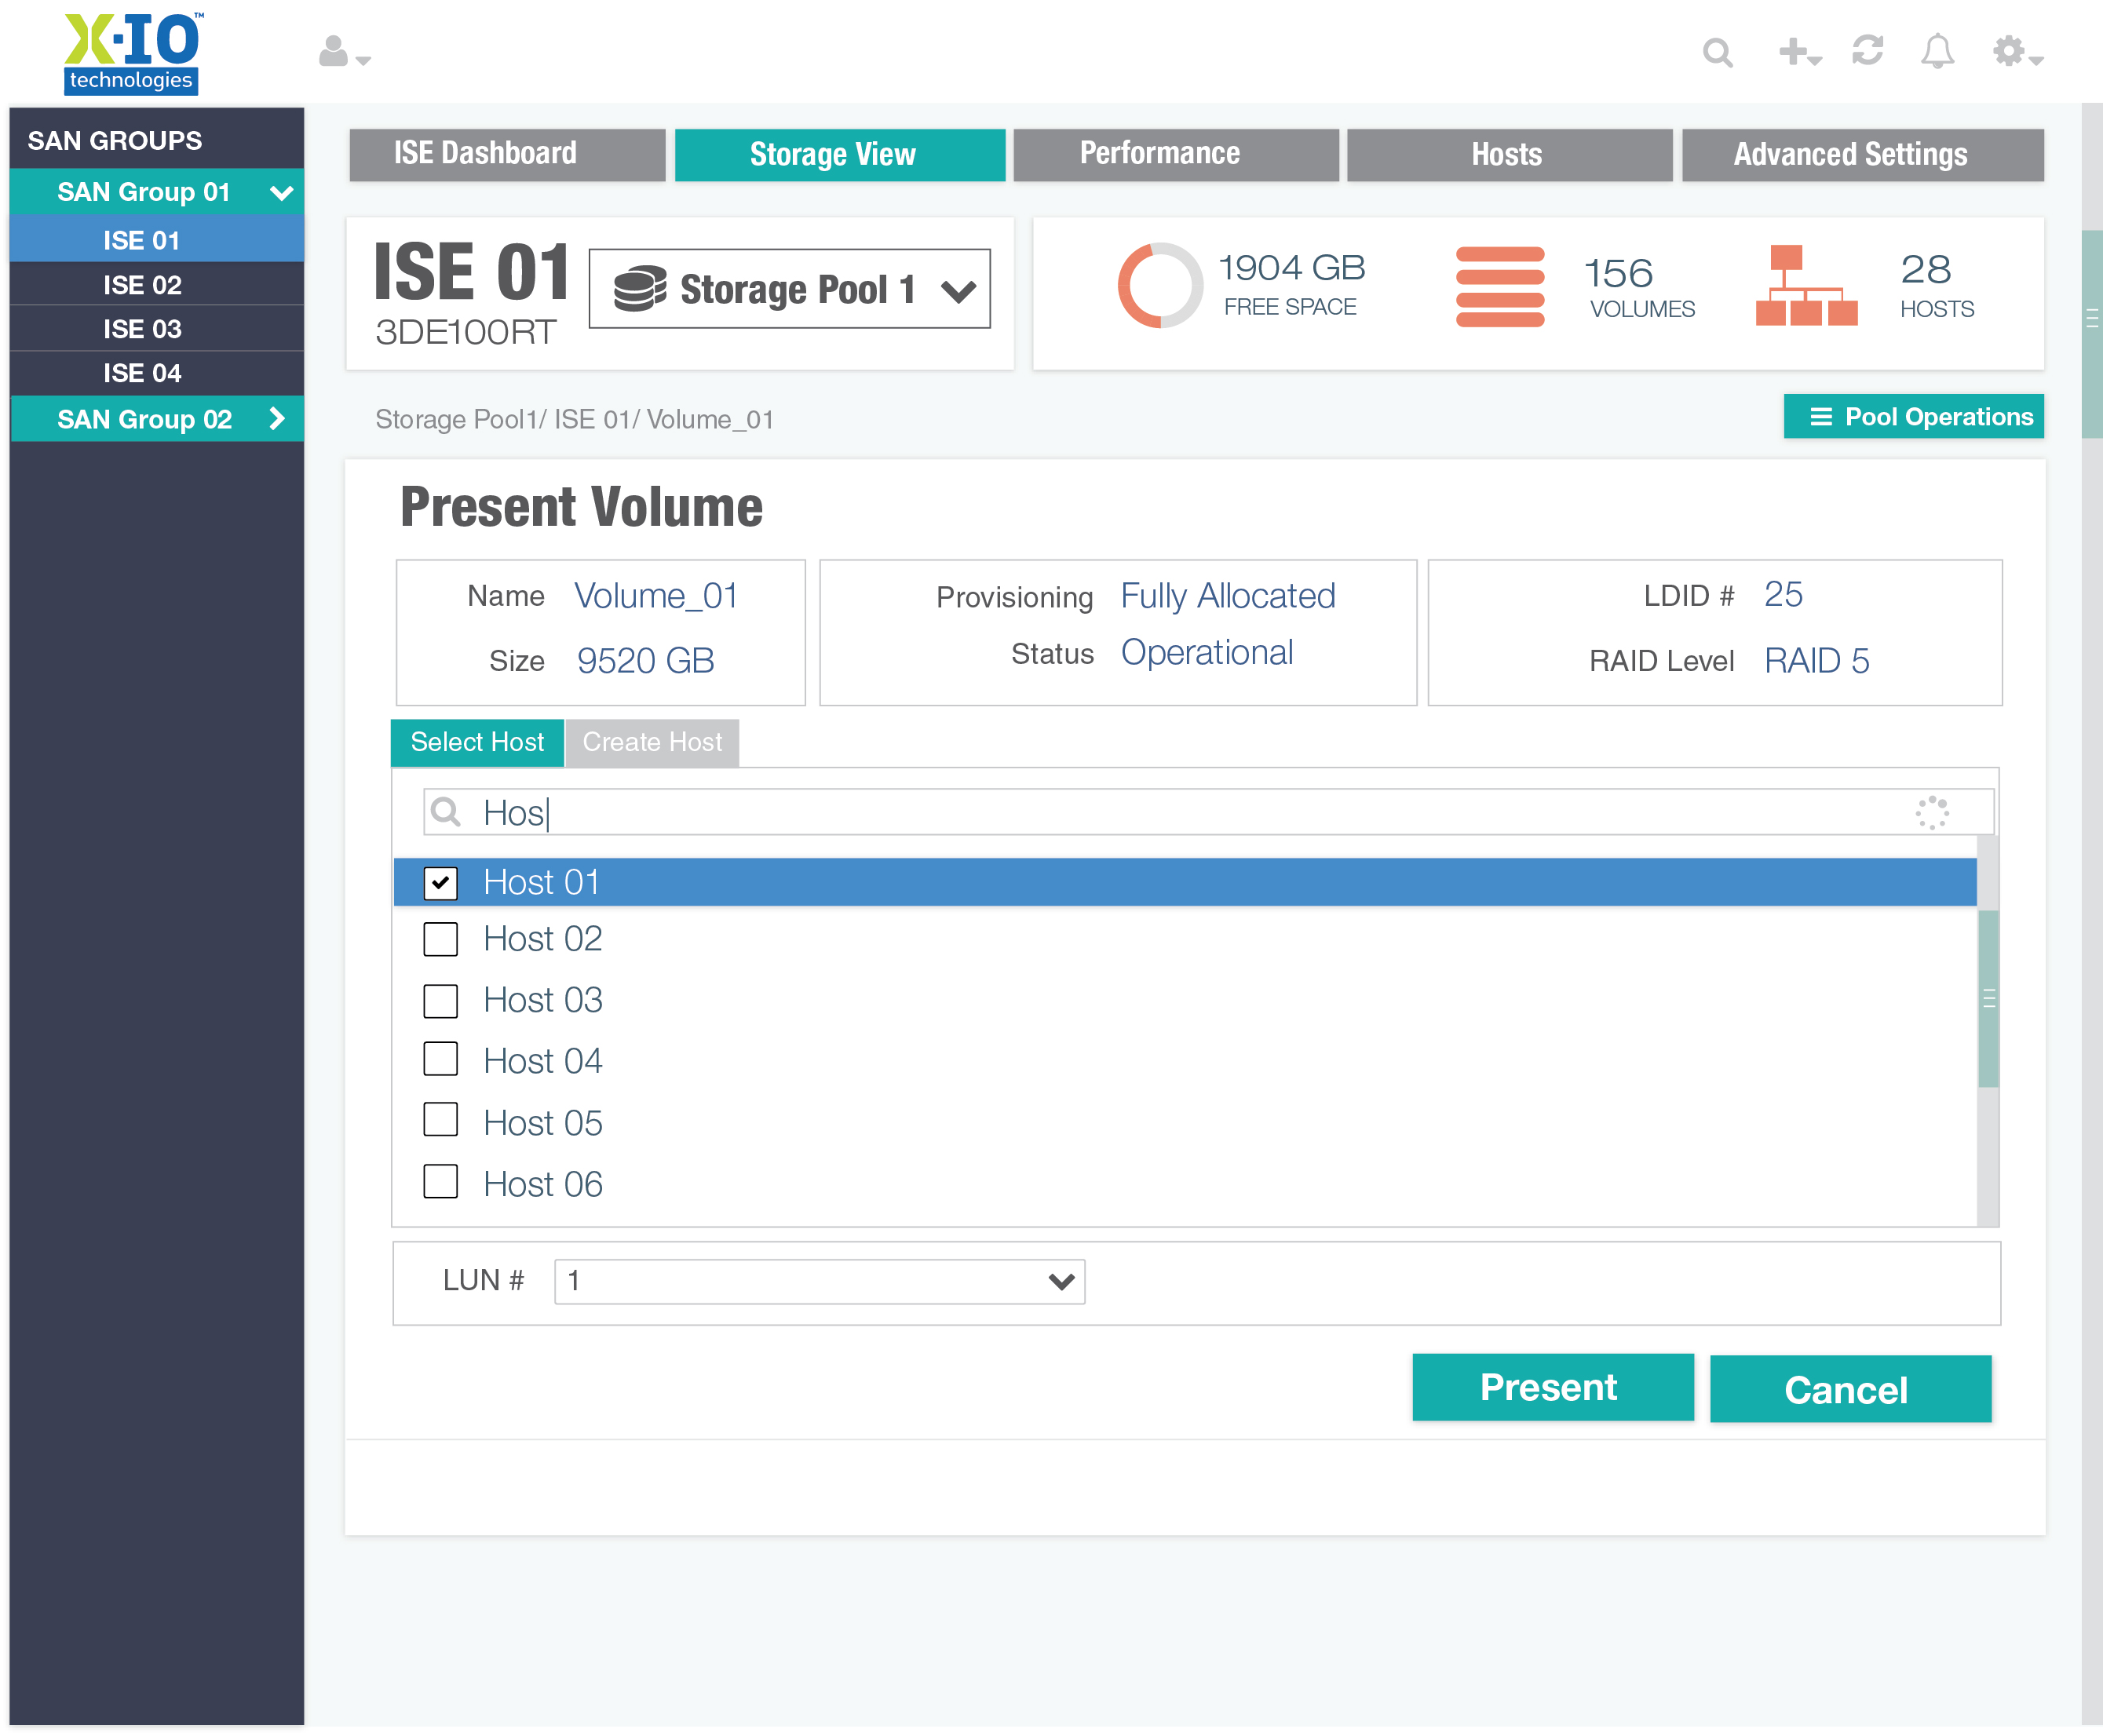 X-IO™
technologies
SAN GROUPS
SAN Group 01
ISE 01
ISE 02
ISE 03
ISE 04
SAN Group 02
ISE Dashboard
Storage View
Performance
Hosts
Advanced Settings
ISE 01
3DE100RT
Storage Pool 1
1904 GB
FREE SPACE
156
VOLUMES
28
HOSTS
Storage Pool1/ ISE 01/ Volume_01
Pool Operations
Present Volume
Name Volume_01
Size 9520 GB
Provisioning Fully Allocated
Status Operational
LDID # 25
RAID Level RAID 5
Select Host
Create Host
Hos
Host 01
Host 02
Host 03
Host 04
Host 05
Host 06
LUN # 1
Present
Cancel